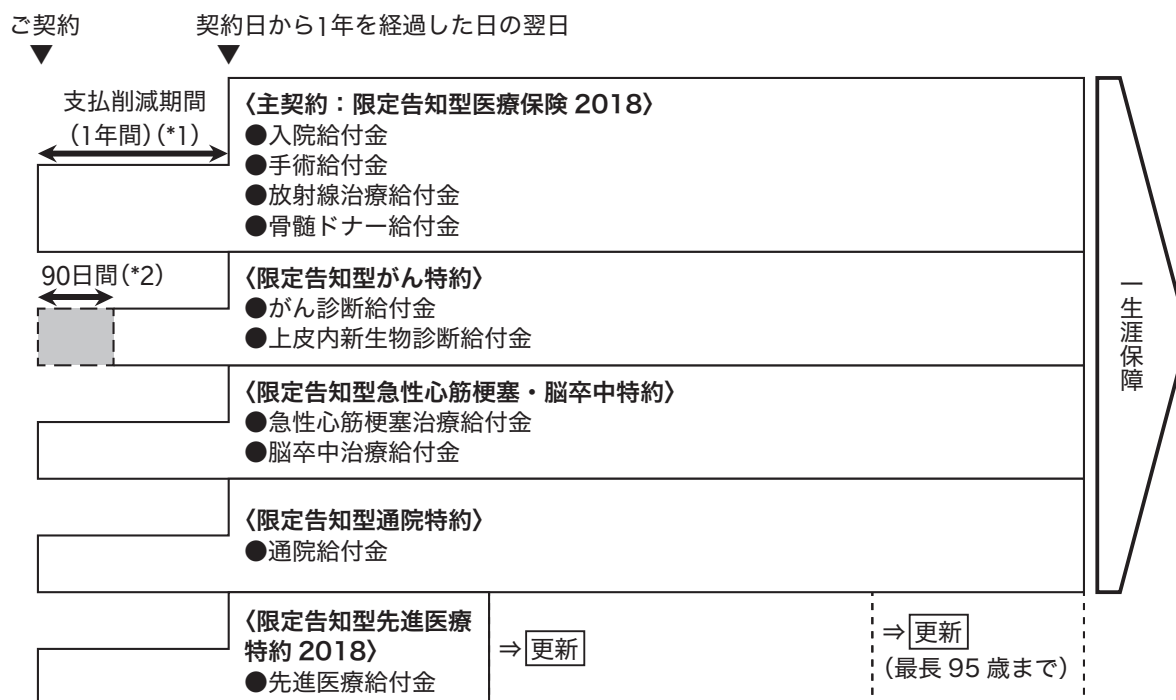 ご契約
契約日から1年を経過した日の翌日
支払削減期間
(1年間)(*1)
〈主契約：限定告知型医療保険 2018〉
●入院給付金
●手術給付金
●放射線治療給付金
●骨髄ドナー給付金
90日間(*2)
〈限定告知型がん特約〉
●がん診断給付金
●上皮内新生物診断給付金
〈限定告知型急性心筋梗塞・脳卒中特約〉
●急性心筋梗塞治療給付金
●脳卒中治療給付金
〈限定告知型通院特約〉
●通院給付金
一生涯保障
〈限定告知型先進医療
特約 2018〉
●先進医療給付金
⇒更新
⇒更新
(最長 95 歳まで)